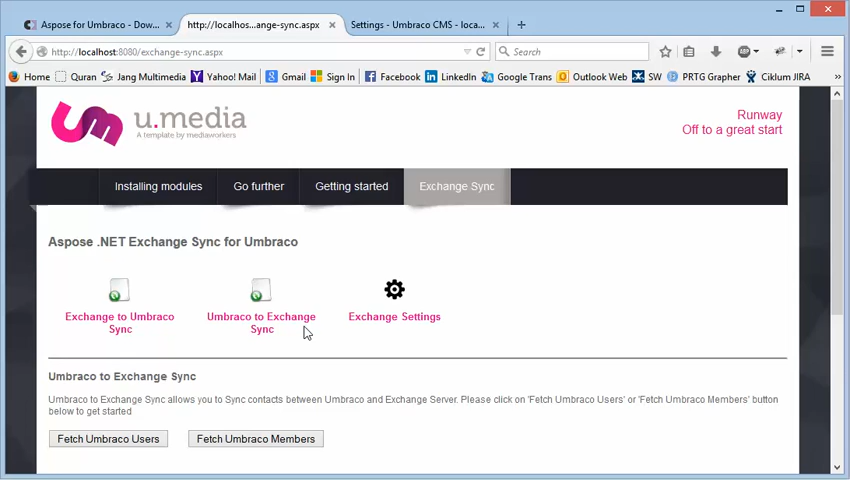 Aspose for Umbraco - Dow...
http://localhos...ange-sync.aspx
Settings - Umbraco CMS - loca...
http://localhost:8080/exchange-sync.aspx
Search
ABP
Home
Quran
Jang Multimedia
Yahoo! Mail
Gmail
Sign In
Facebook
LinkedIn
Google Trans
Outlook Web
SW
PRTG Grapher
Ciklum JIRA
um
u.media
A template by mediaworkers
Runway
Off to a great start
Installing modules
Go further
Getting started
Exchange Sync
Aspose .NET Exchange Sync for Umbraco
Exchange to Umbraco
Sync
Umbraco to Exchange
Sync
Exchange Settings
Umbraco to Exchange Sync
Umbraco to Exchange Sync allows you to Sync contacts between Umbraco and Exchange Server. Please click on 'Fetch Umbraco Users' or 'Fetch Umbraco Members' button
below to get started
Fetch Umbraco Users
Fetch Umbraco Members